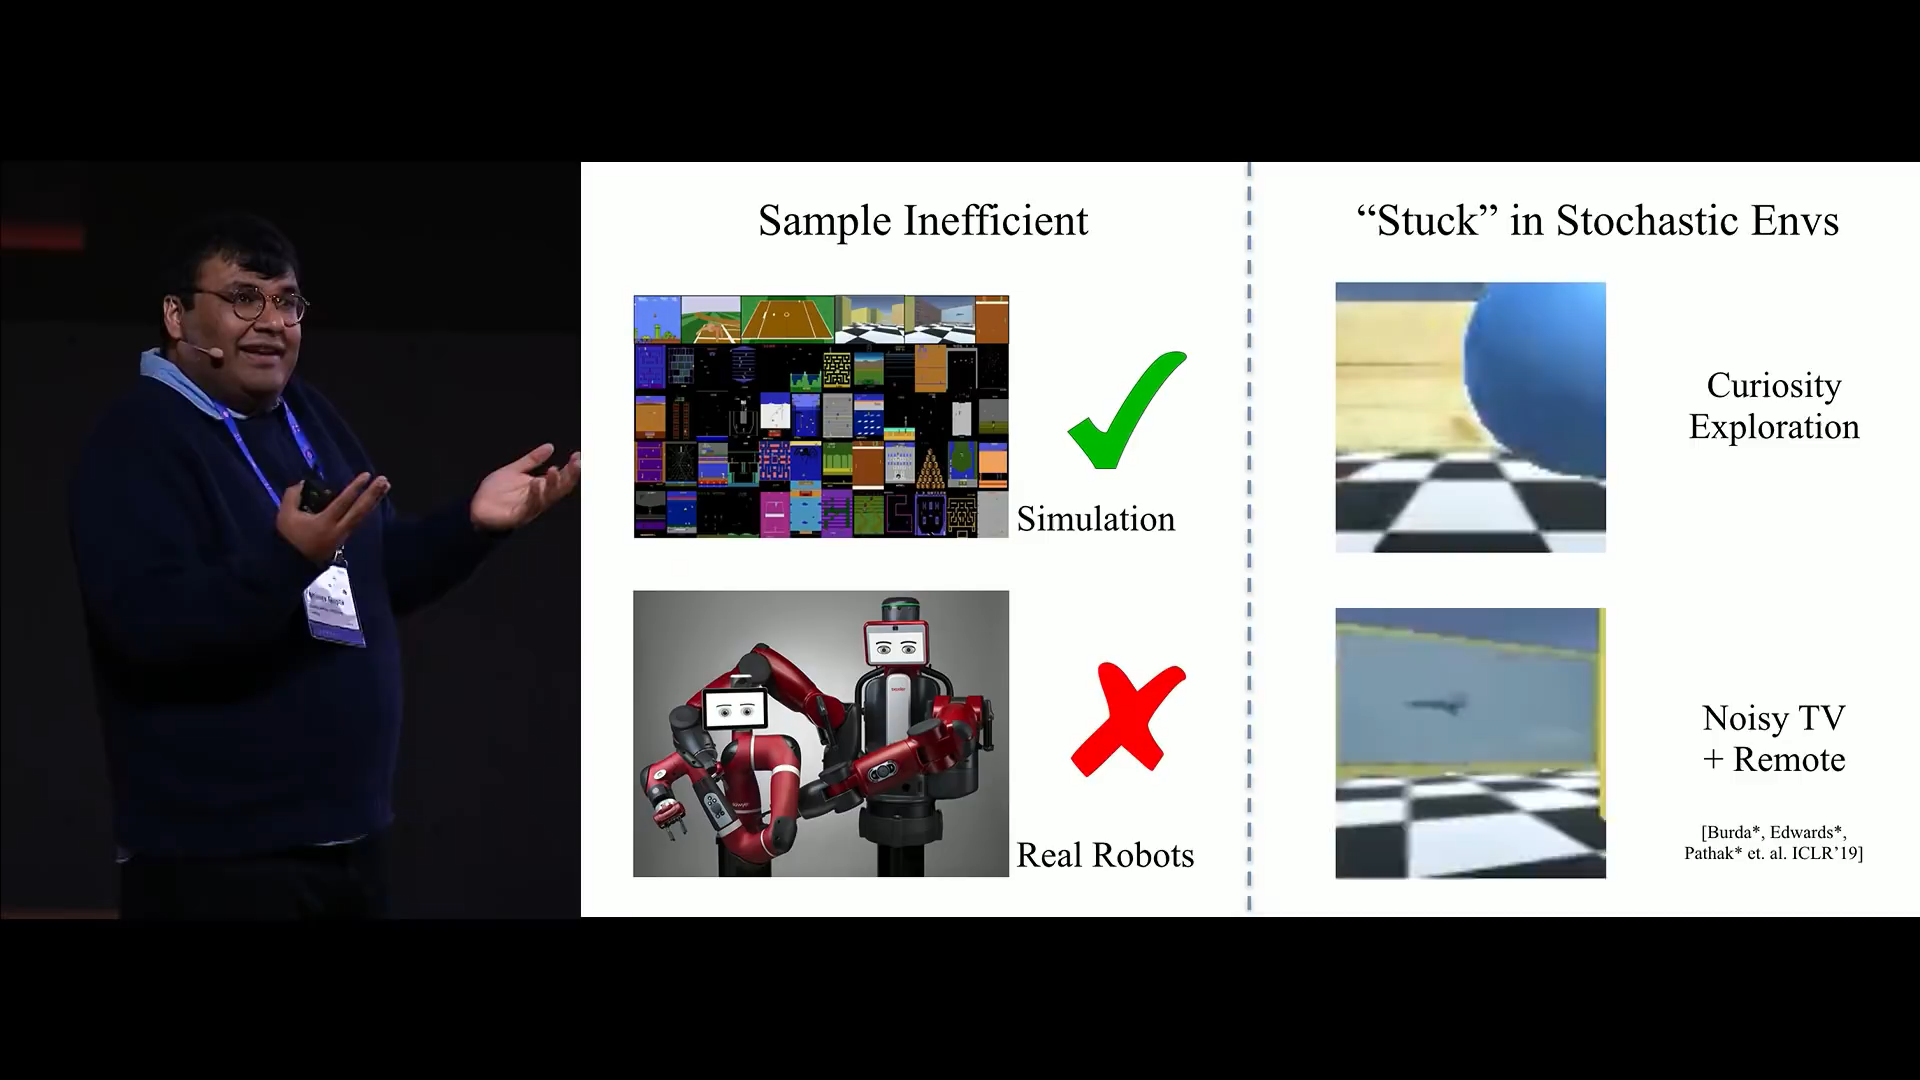 Sample Inefficient
Simulation
Real Robots
“Stuck” in Stochastic Envs
Curiosity
Exploration
Noisy TV
+ Remote
[Burda*, Edwards*,
Pathak* et. al. ICLR’19]